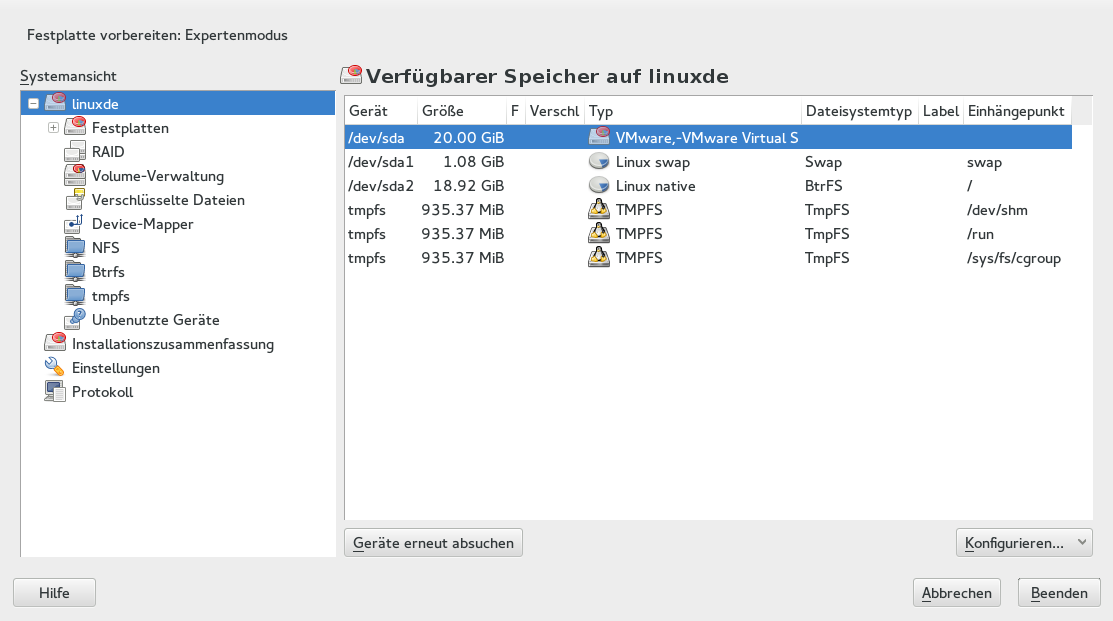 Festplatte vorbereiten: Expertenmodus
Systemansicht
linuxde
Festplatten
RAID
Volume-Verwaltung
Verschlüsselte Dateien
Device-Mapper
NFS
Btrfs
tmpfs
Unbenutzte Geräte
Installationszusammenfassung
Einstellungen
Protokoll
Verfügbarer Speicher auf linuxde
Gerät Größe F Verschl Typ Dateisystemtyp Label Einhängepunkt
/dev/sda 20.00 GiB VMware,-VMware Virtual S
/dev/sda1 1.08 GiB Linux swap Swap swap
/dev/sda2 18.92 GiB Linux native BtrFS /
tmpfs 935.37 MiB TMPFS TmpFS /dev/shm
tmpfs 935.37 MiB TMPFS TmpFS /run
tmpfs 935.37 MiB TMPFS TmpFS /sys/fs/cgroup
Geräte erneut absuchen Konfigurieren...
Hilfe Abbrechen Beenden